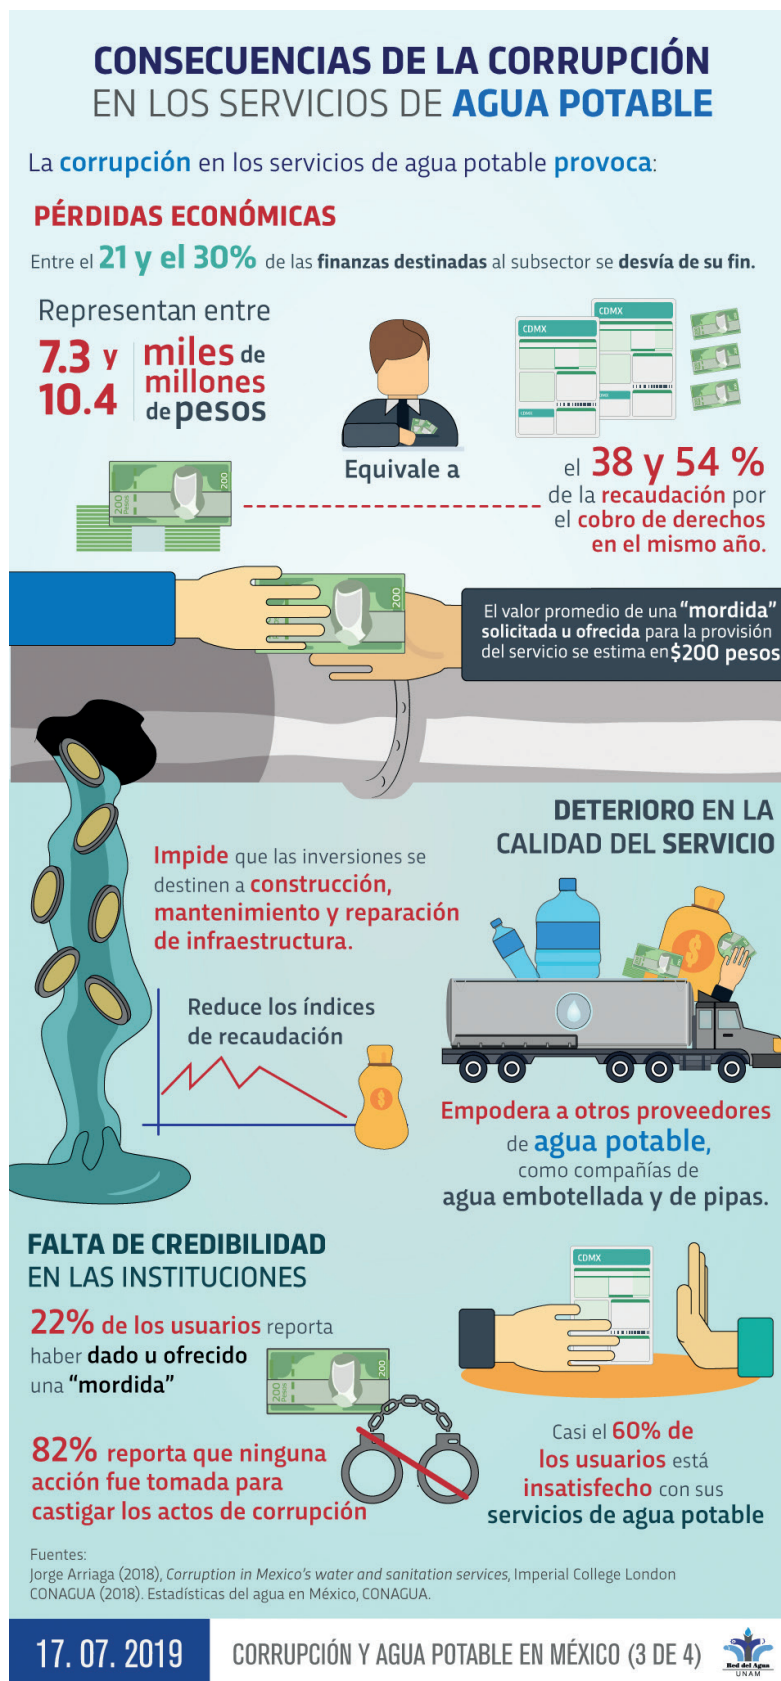 CONSECUENCIAS DE LA CORRUPCIÓN
EN LOS SERVICIOS DE AGUA POTABLE
La corrupción en los servicios de agua potable provoca:
PÉRDIDAS ECONÓMICAS
Entre el 21 y el 30% de las finanzas destinadas al subsector se desvía de su fin.
Representan entre
7.3 y
10.4
miles de
millones
de pesos
Equivale a
CDMX
CDMX
el 38 y 54 %
de la recaudación por
el cobro de derechos
en el mismo año.
200
Pesos
200
200
El valor promedio de una “mordida”
solicitada u ofrecida para la provisión
del servicio se estima en $200 pesos
DETERIORO EN LA
CALIDAD DEL SERVICIO
Impide que las inversiones se
destinen a construcción,
mantenimiento y reparación
de infraestructura.
Reduce los índices
de recaudación
$
$
Empodera a otros proveedores
de agua potable,
como compañías de
agua embotellada y de pipas.
FALTA DE CREDIBILIDAD
EN LAS INSTITUCIONES
22% de los usuarios reporta
haber dado u ofrecido
una “mordida”
200
Pesos
200
82% reporta que ninguna
acción fue tomada para
castigar los actos de corrupción
CDMX
Casi el 60% de
los usuarios está
insatisfecho con sus
servicios de agua potable
Fuentes:
Jorge Arriaga (2018), Corruption in Mexico's water and sanitation services, Imperial College London
CONAGUA (2018). Estadísticas del agua en México, CONAGUA.
17. 07. 2019
CORRUPCIÓN Y AGUA POTABLE EN MÉXICO (3 DE 4)
Red del Agua
UNAM